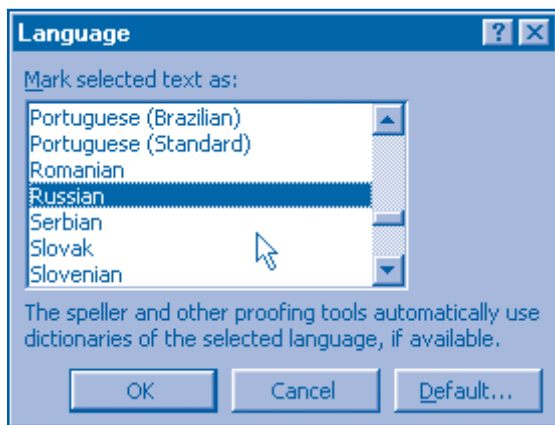 Language
Mark selected text as:
Portuguese (Brazilian)
Portuguese (Standard)
Romanian
Russian
Serbian
Slovak
Slovenian
The speller and other proofing tools automatically use
dictionaries of the selected language, if available.
OK Cancel Default...